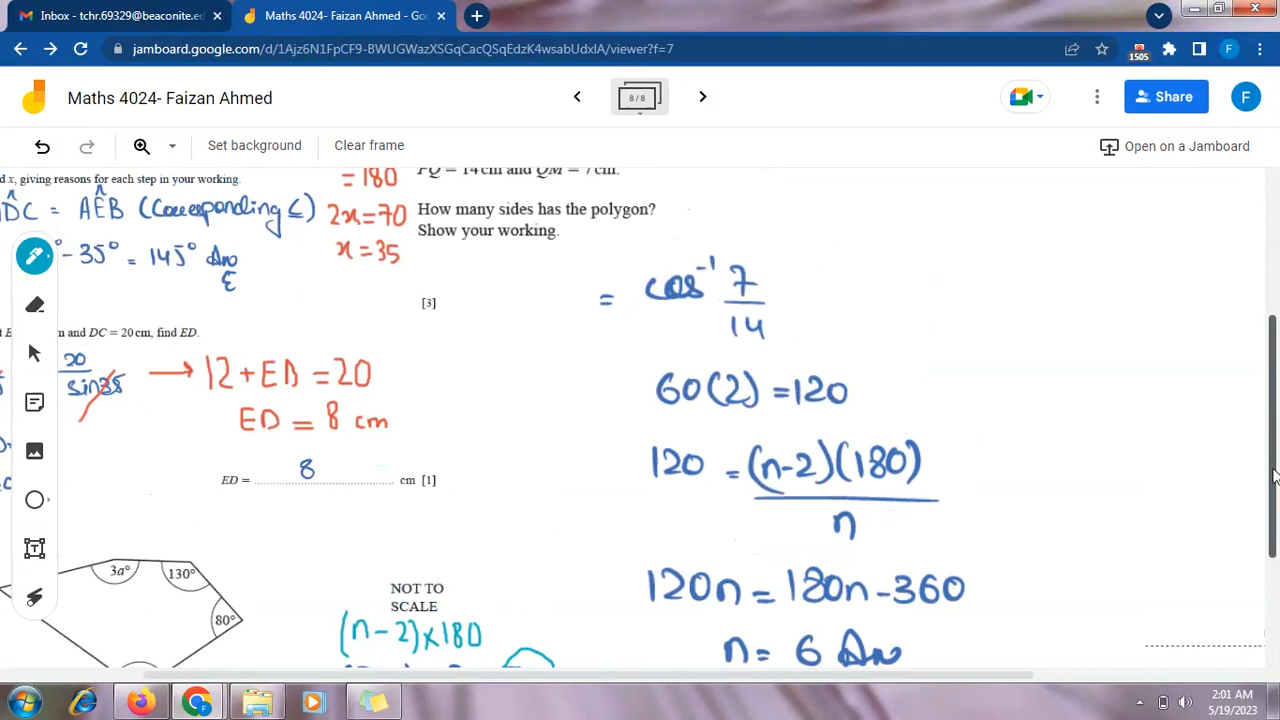 Inbox - tchr.69329@beaconite.ed
Maths 4024- Faizan Ahmed - Goo
jamboard.google.com/d/1Ajz6N1FpCF9-BWUGWazXSGqCacQSqEdzK4wsabUdxIA/viewer?f=7
1505
F
Maths 4024- Faizan Ahmed
8/8
Share
F
Set background
Clear frame
Open on a Jamboard
d x, giving reasons for each step in your working.
DC = AEB (Corresponding
° - 35° = 145° Ans
= 180
2x=70
x=35
PQ = 14 cm and QM = 7 cm.
How many sides has the polygon?
Show your working.
[3]
= cos⁻¹ 7
14
60(2) = 120
120 = (n-2)(180)
n
120n = 180n - 360
n = 6 Ans
and DC = 20 cm, find ED.
20
sin35
→ 12 + EB = 20
ED = 8 cm
ED = 8 cm [1]
3a°
130°
80°
NOT TO
SCALE
(n-2)×180
2:01 AM
5/19/2023